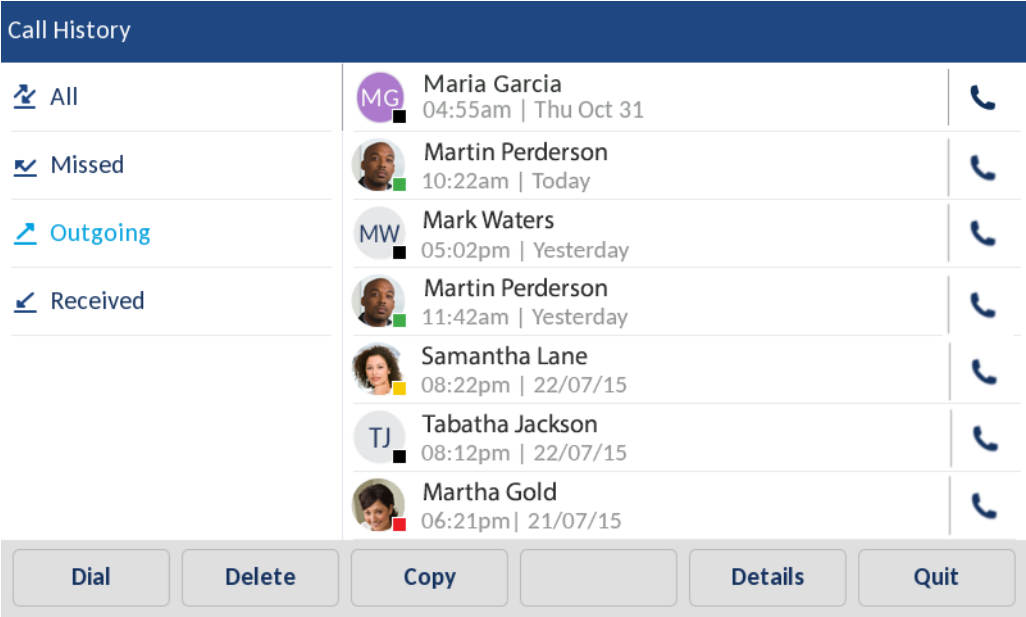 Call History
All
Missed
Outgoing
Received
MG
Maria Garcia
04:55am | Thu Oct 31
Martin Perderson
10:22am | Today
MW
Mark Waters
05:02pm | Yesterday
Martin Perderson
11:42am | Yesterday
Samantha Lane
08:22pm | 22/07/15
TJ
Tabatha Jackson
08:12pm | 22/07/15
Martha Gold
06:21pm| 21/07/15
Dial
Delete
Copy
Details
Quit